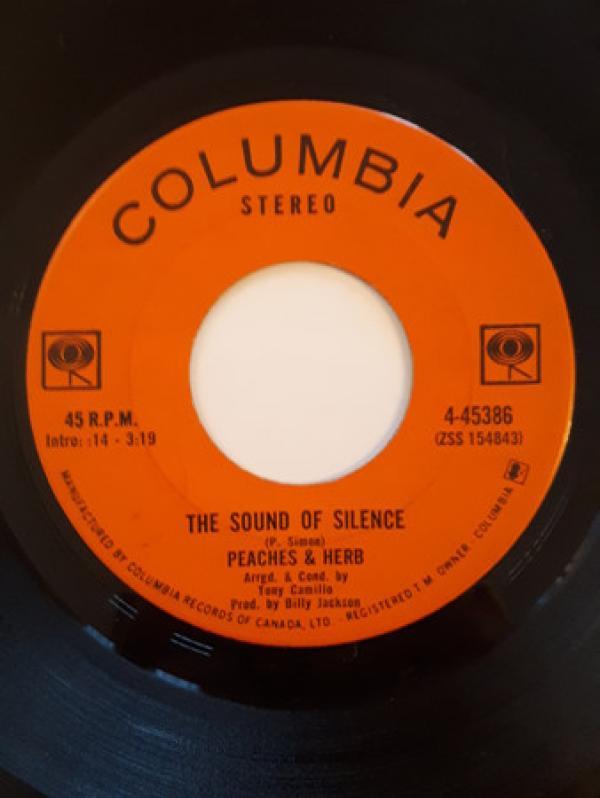 COLUMBIA
STEREO
45 R.P.M.
Intro: :14 - 3:19
4-45386
(ZSS 154843)
THE SOUND OF SILENCE
(P. Simon)
PEACHES & HERB
Arrgd. & Cond. by
Tony Camillo
Prod. by Billy Jackson
MANUFACTURED BY COLUMBIA RECORDS OF CANADA, LTD. - REGISTERED T.M. OWNER - COLUMBIA